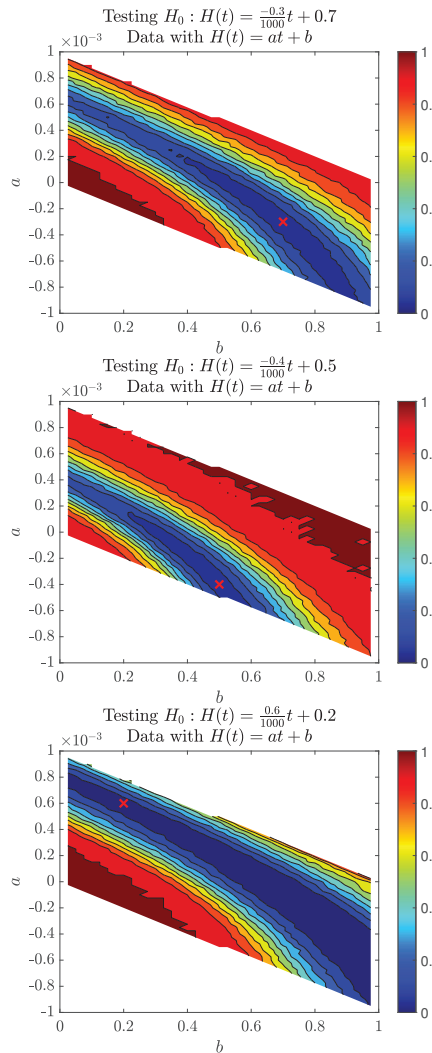 Testing $H_0 : H(t) = \frac{-0.3}{1000}t + 0.7$
Data with $H(t) = at + b$
×10⁻³
1
0.8
0.6
0.4
0.2
0
-0.2
-0.4
-0.6
-0.8
-1
a
0 0.2 0.4 0.6 0.8 1
b
1
0
Testing $H_0 : H(t) = \frac{-0.4}{1000}t + 0.5$
Data with $H(t) = at + b$
×10⁻³
1
0.8
0.6
0.4
0.2
0
-0.2
-0.4
-0.6
-0.8
-1
a
0 0.2 0.4 0.6 0.8 1
b
1
0
Testing $H_0 : H(t) = \frac{0.6}{1000}t + 0.2$
Data with $H(t) = at + b$
×10⁻³
1
0.8
0.6
0.4
0.2
0
-0.2
-0.4
-0.6
-0.8
-1
a
0 0.2 0.4 0.6 0.8 1
b
1
0